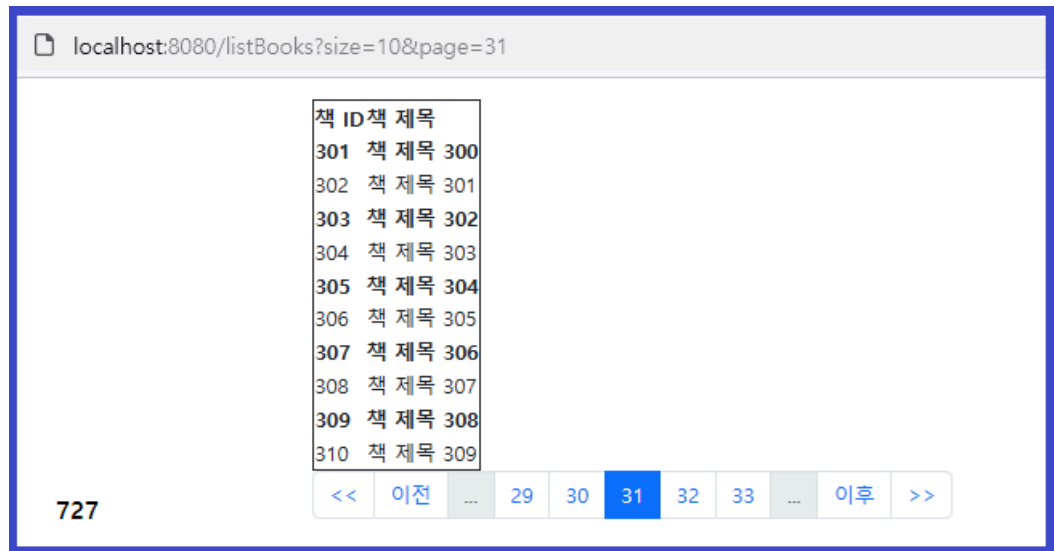 localhost:8080/listBooks?size=10&page=31
책 ID책 제목
301 책 제목 300
302 책 제목 301
303 책 제목 302
304 책 제목 303
305 책 제목 304
306 책 제목 305
307 책 제목 306
308 책 제목 307
309 책 제목 308
310 책 제목 309
<< 이전 ... 29 30 31 32 33 ... 이후 >>
727